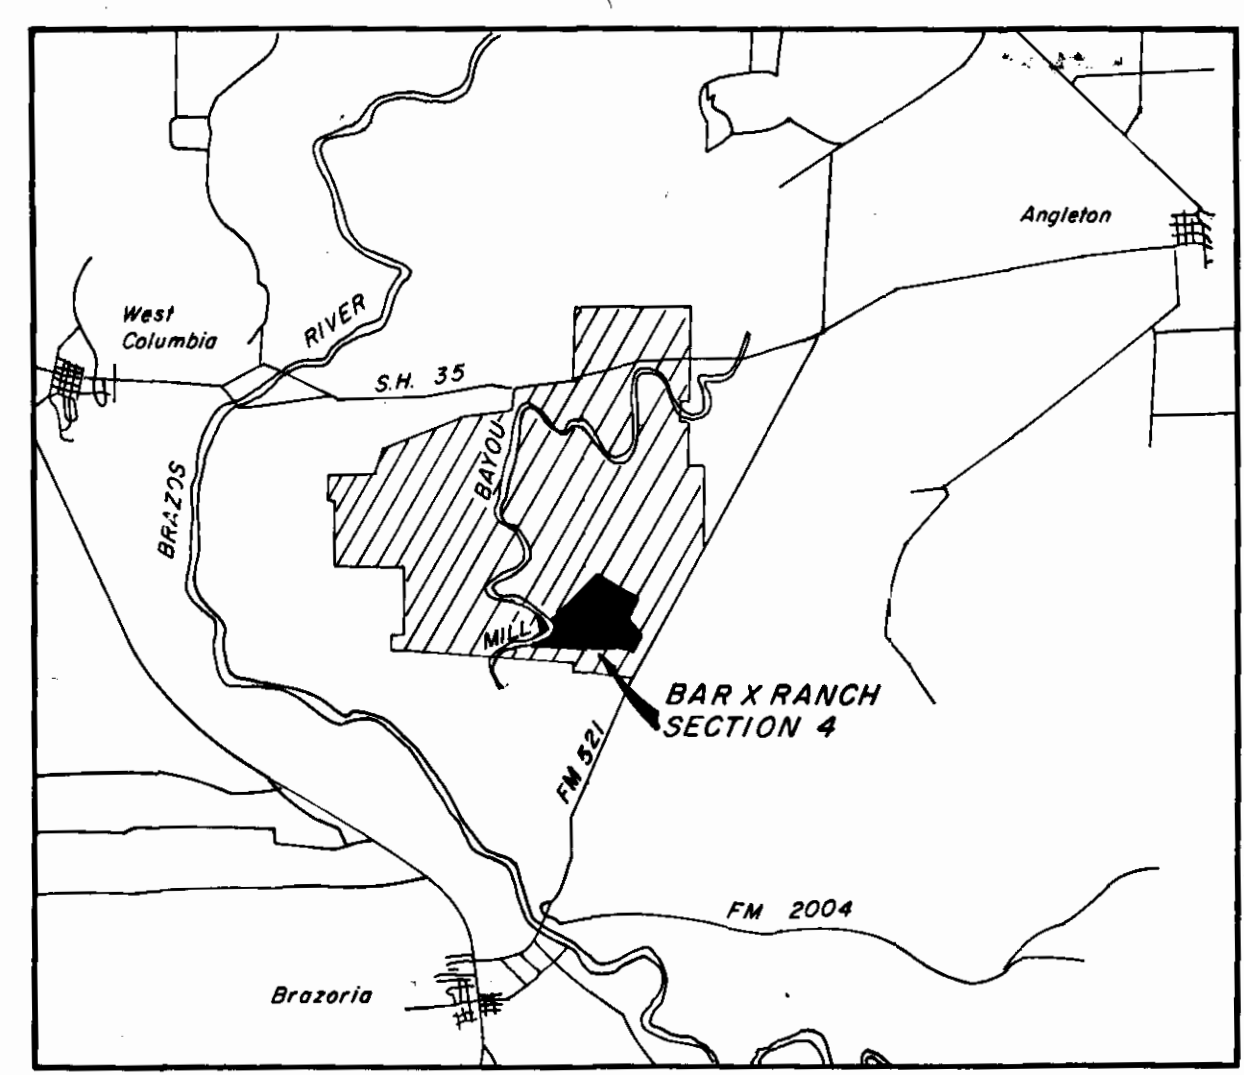 Angleton
West
Columbia
RIVER
S.H. 35
BAYOU
BRAZOS
MILL
BAR X RANCH
SECTION 4
FM 521
FM 2004
Brazoria